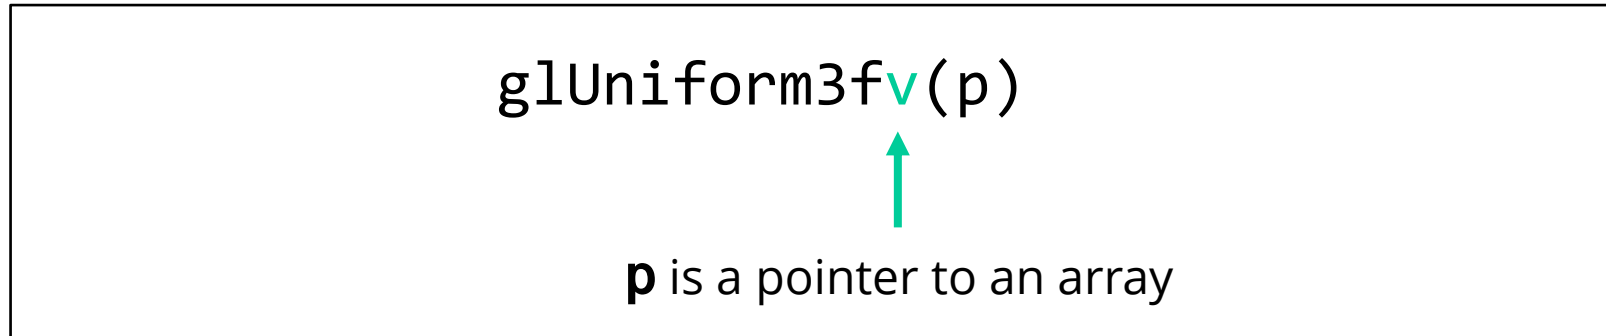 glUniform3fv(p)
p is a pointer to an array